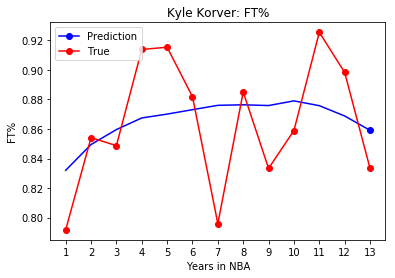 Kyle Korver: FT%
Prediction
True
FT%
0.92
0.90
0.88
0.86
0.84
0.82
0.80
1 2 3 4 5 6 7 8 9 10 11 12 13
Years in NBA